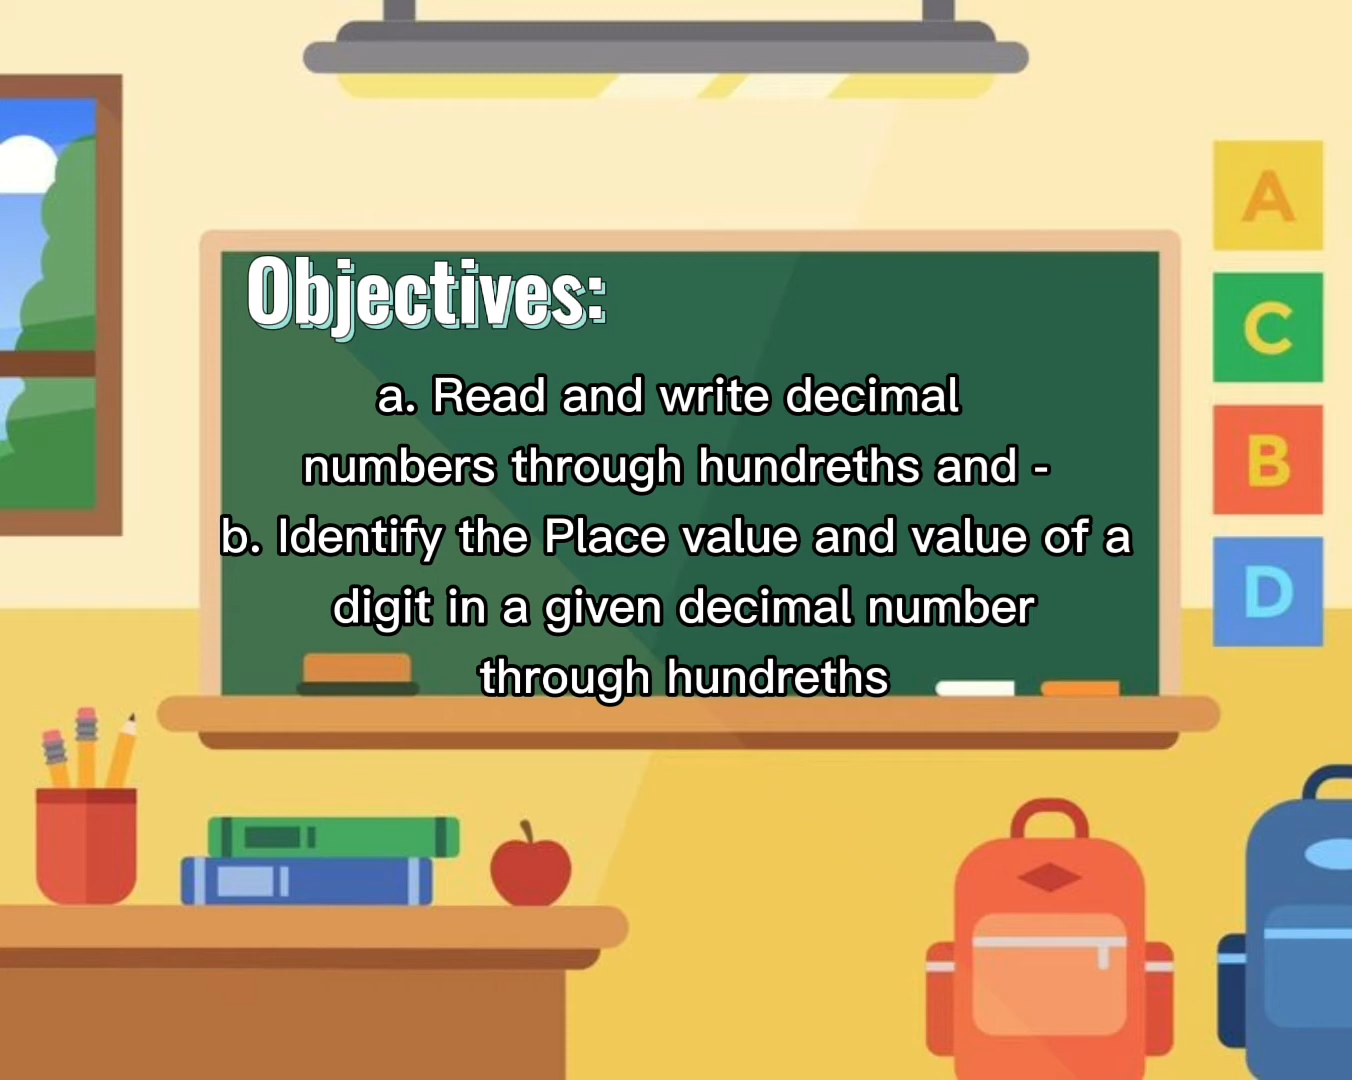 Objectives:
a. Read and write decimal
numbers through hundreths and -
b. Identify the Place value and value of a
digit in a given decimal number
through hundreths
A
C
B
D